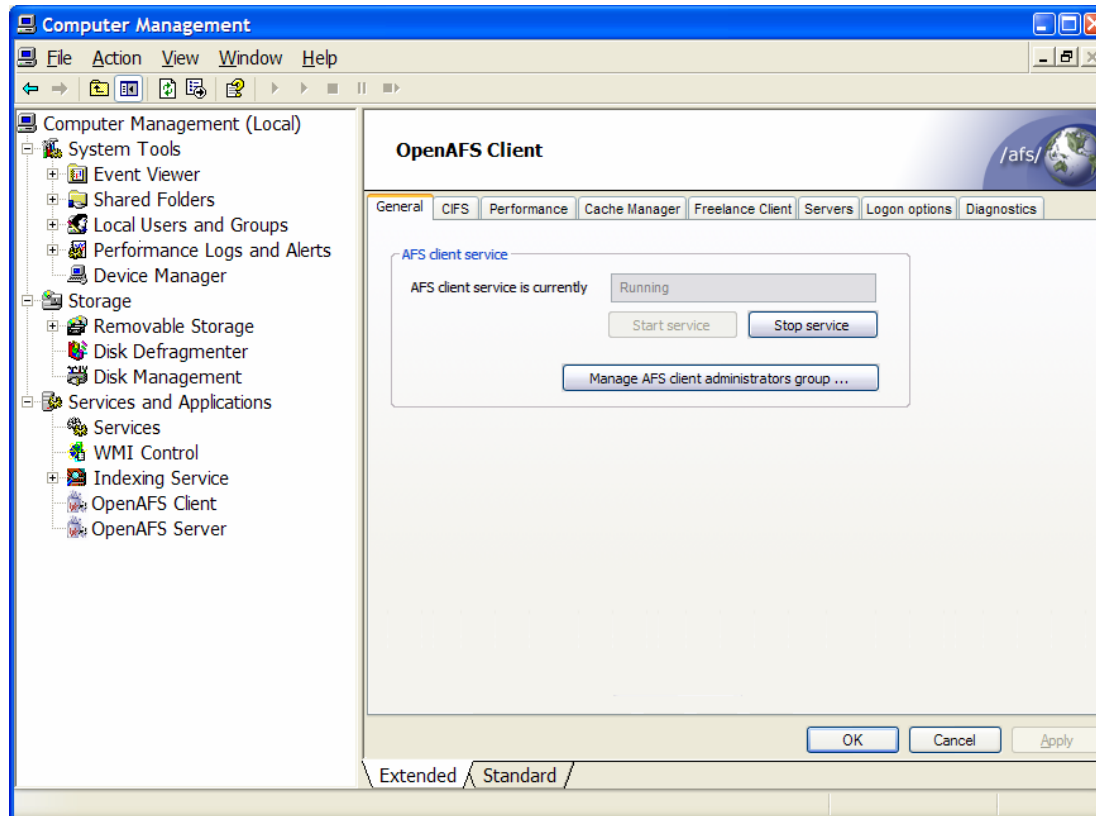 Computer Management
File Action View Window Help
Computer Management (Local)
System Tools
Event Viewer
Shared Folders
Local Users and Groups
Performance Logs and Alerts
Device Manager
Storage
Removable Storage
Disk Defragmenter
Disk Management
Services and Applications
Services
WMI Control
Indexing Service
OpenAFS Client
OpenAFS Server
OpenAFS Client
/afs/
General CIFS Performance Cache Manager Freelance Client Servers Logon options Diagnostics
AFS client service
AFS client service is currently Running
Start service Stop service
Manage AFS client administrators group ...
OK Cancel Apply
Extended Standard